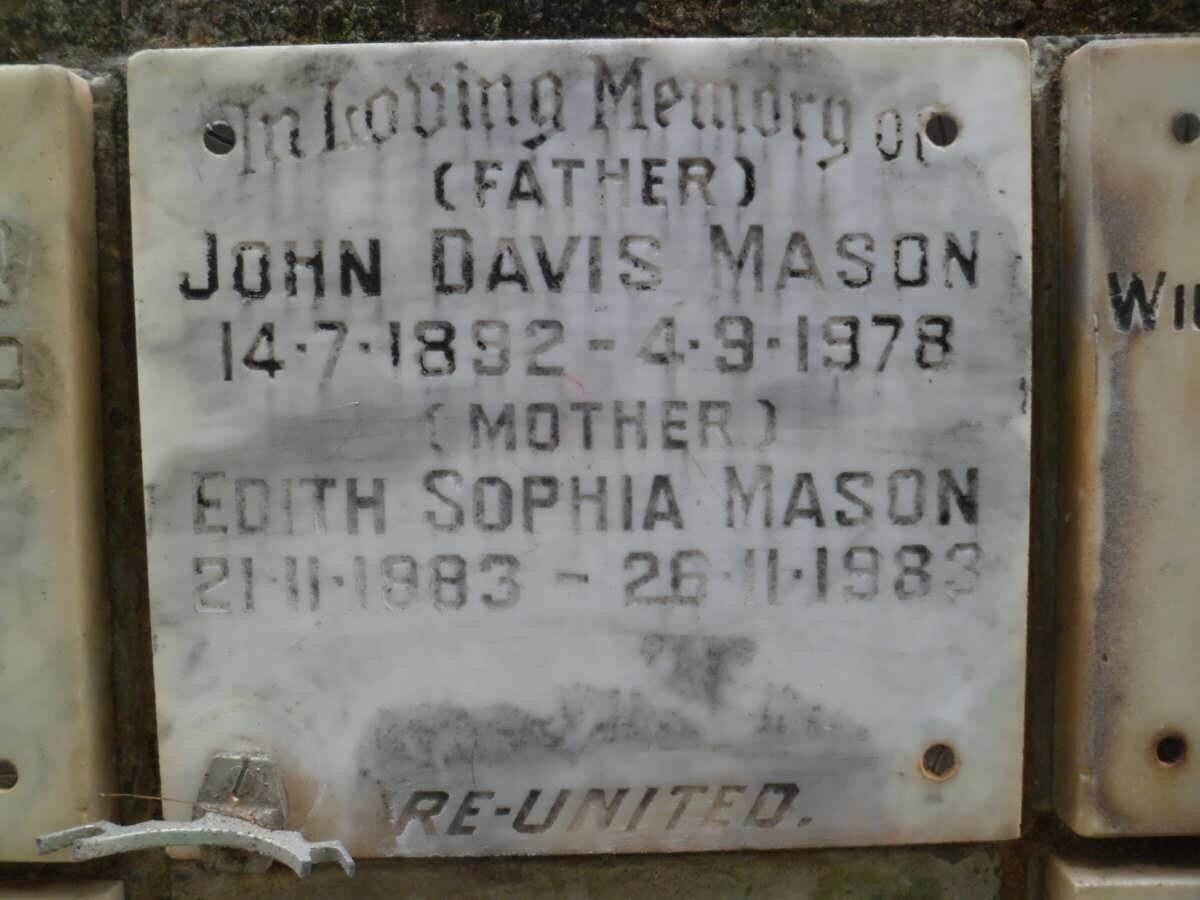 In Loving Memory of
(FATHER)
JOHN DAVIS MASON
14·7·1892 - 4·9·1978
(MOTHER)
EDITH SOPHIA MASON
21·11·1883 - 26·11·1983
RE-UNITED.